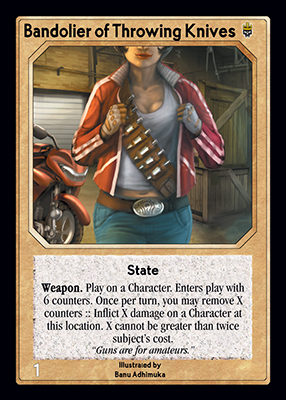 Bandolier of Throwing Knives
State
Weapon. Play on a Character. Enters play with
6 counters. Once per turn, you may remove X
counters :: Inflict X damage on a Character at
this location. X cannot be greater than twice
subject's cost.
"Guns are for amateurs."
1
Illustrated by
Banu Adhimuka